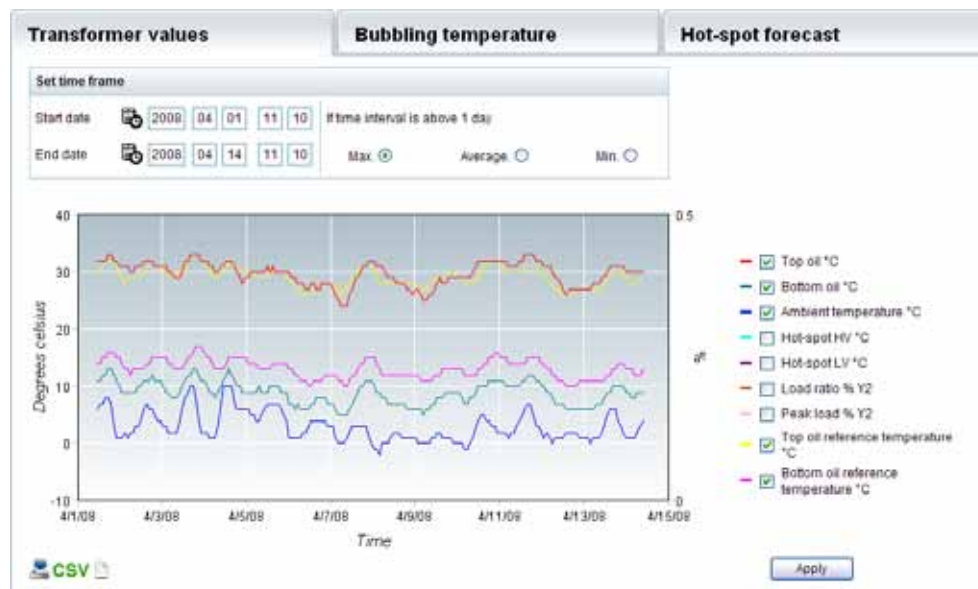 Transformer values
Bubbling temperature
Hot-spot forecast
Set time frame
Start date 2008 04 01 11 10 If time interval is above 1 day
End date 2008 04 14 11 10 Max. Average Min.
40
30
20
10
0
-10
Degrees celsius
0.5
0
%
4/1/08 4/3/08 4/5/08 4/7/08 4/9/08 4/11/08 4/13/08 4/15/08
Time
Top oil °C
Bottom oil °C
Ambient temperature °C
Hot-spot HV °C
Hot-spot LV °C
Load ratio % Y2
Peak load % Y2
Top oil reference temperature
°C
Bottom oil reference
temperature °C
CSV
Apply